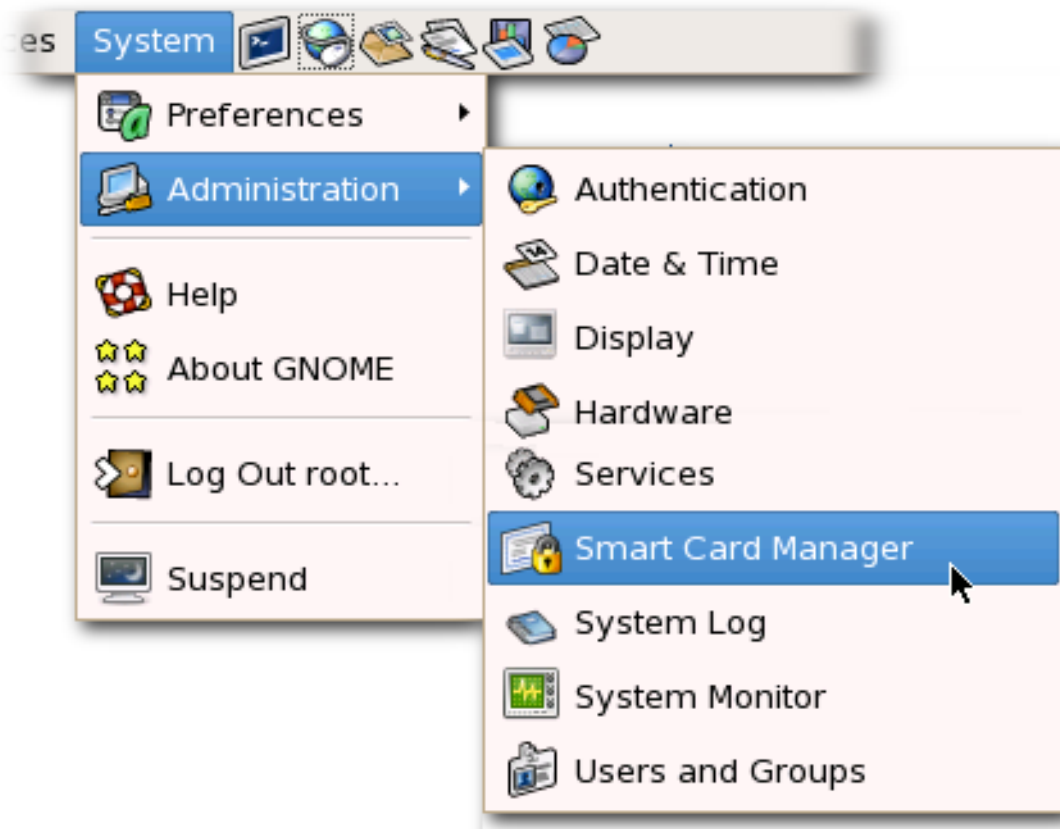 es System
Preferences
Administration
Help
About GNOME
Log Out root...
Suspend
Authentication
Date & Time
Display
Hardware
Services
Smart Card Manager
System Log
System Monitor
Users and Groups